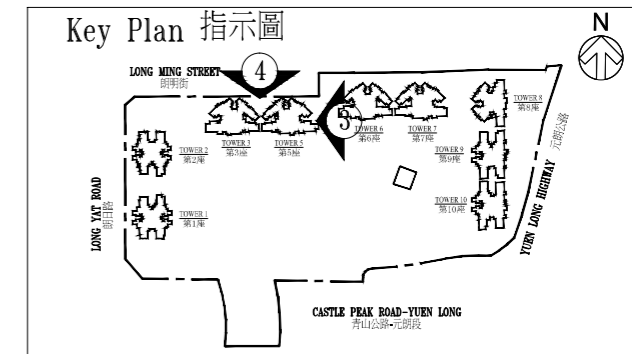 Key Plan 指示圖
N
LONG MING STREET
朗明街
4
5
TOWER 2
第2座
TOWER 3
第3座
TOWER 5
第5座
TOWER 6
第6座
TOWER 7
第7座
TOWER 8
第8座
TOWER 9
第9座
TOWER 1
第1座
TOWER 10
第10座
LONG YAT ROAD
朗日路
YUEN LONG HIGHWAY
元朗公路
CASTLE PEAK ROAD-YUEN LONG
青山公路-元朗段